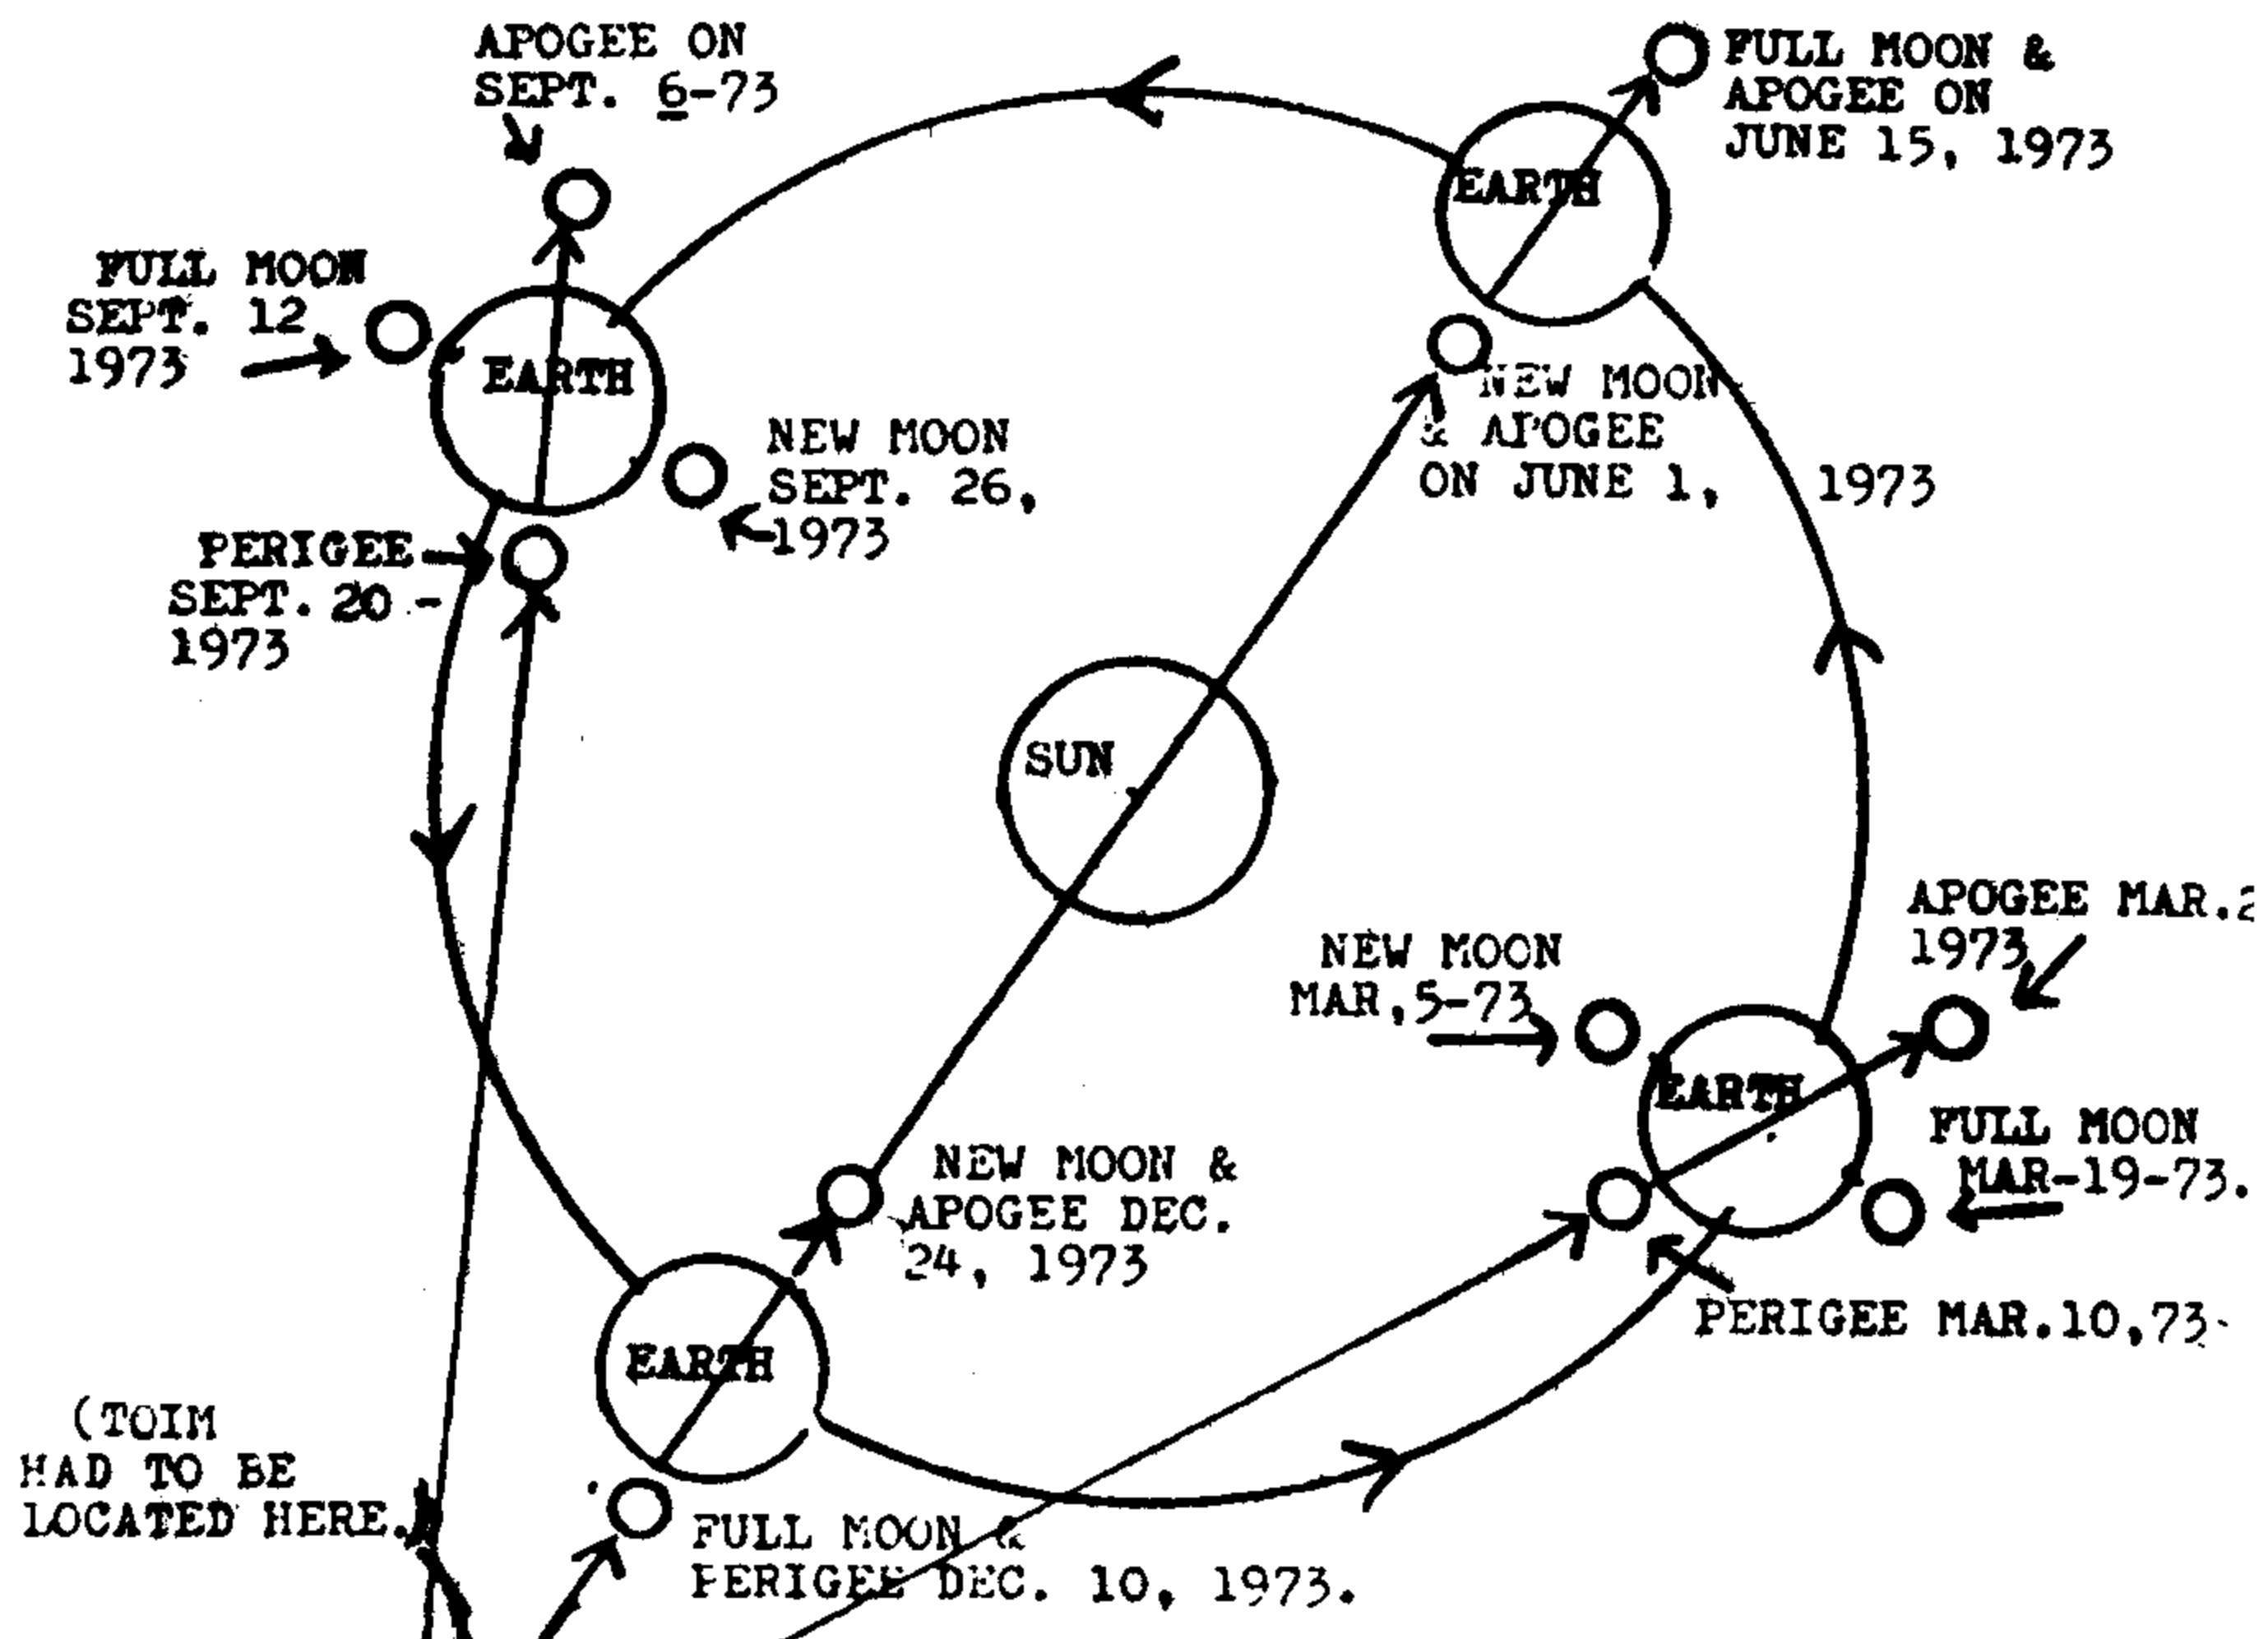 APOGEE ON
SEPT. 6-73
FULL MOON &
APOGEE ON
JUNE 15, 1973
EARTH
FULL MOON
SEPT. 12
1973
EARTH
NEW MOON
& APOGEE
ON JUNE 1, 1973
NEW MOON
SEPT. 26,
1973
PERIGEE
SEPT. 20-
1973
SUN
APOGEE MAR.
1973
NEW MOON
MAR.5-73
EARTH
FULL MOON
MAR-19-73.
NEW MOON &
APOGEE DEC.
24, 1973
PERIGEE MAR.10,73
EARTH
(TOIM
HAD TO BE
LOCATED HERE.)
FULL MOON &
PERIGEE DEC. 10, 1973.